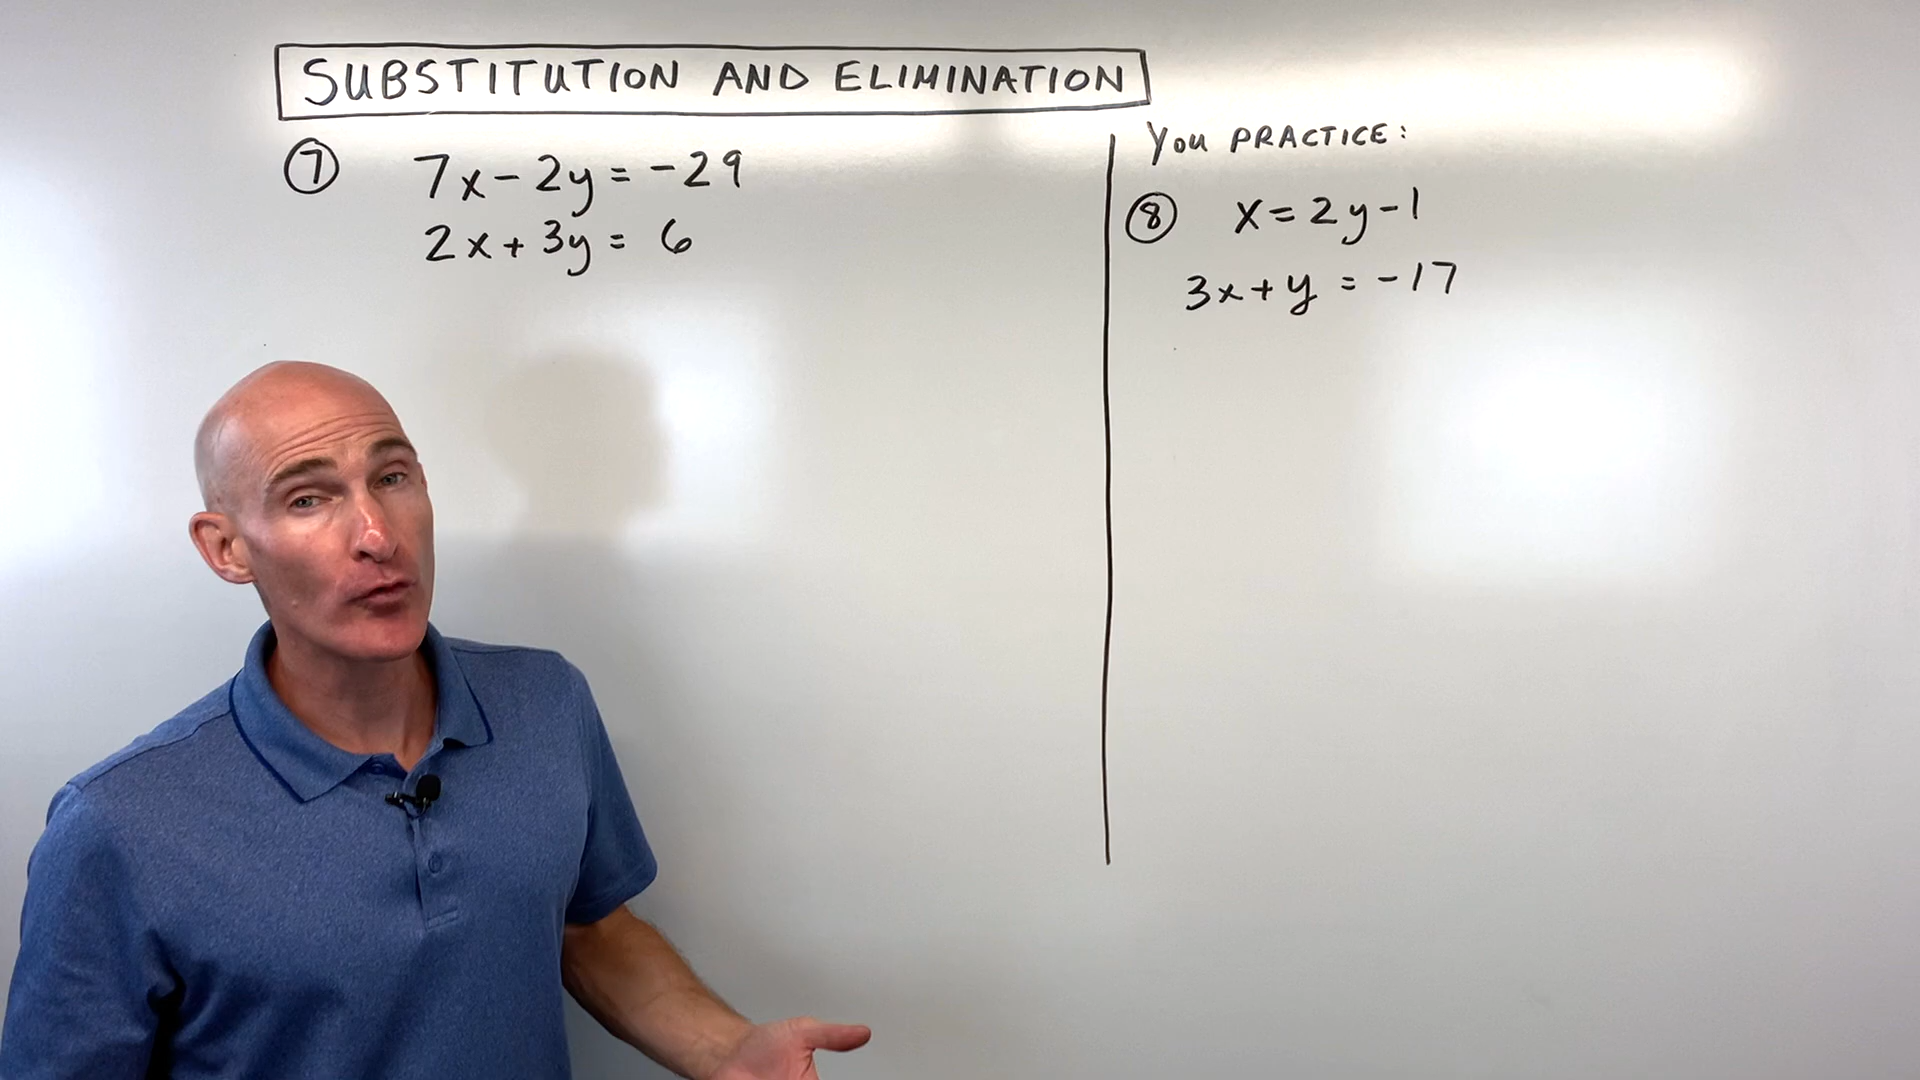 SUBSTITUTION AND ELIMINATION
⑦ 7x-2y=-29
2x+3y= 6
You PRACTICE:
⑧ x=2y-1
3x+y=-17